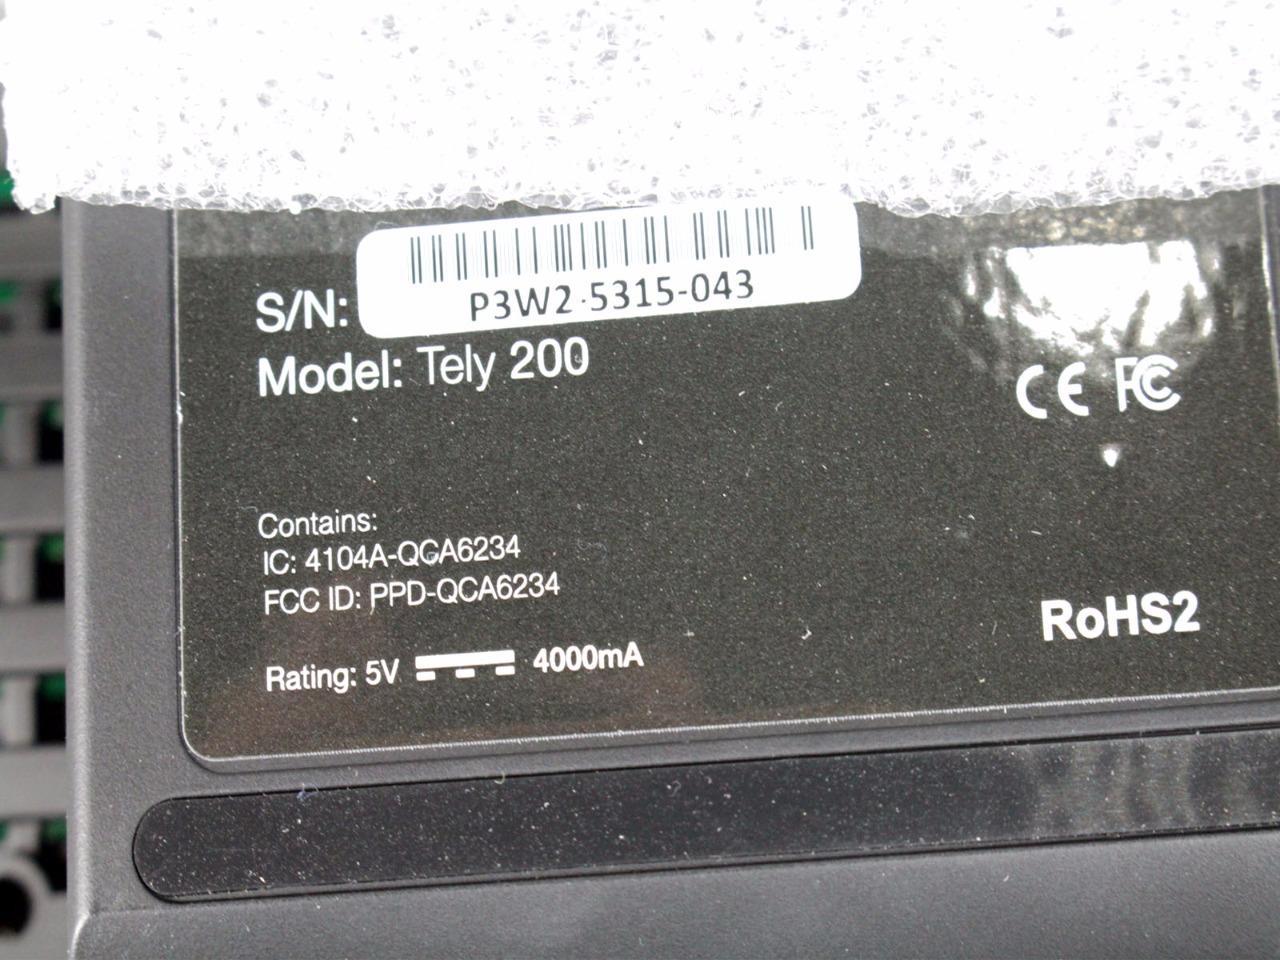 S/N: P3W2-5315-043
Model: Tely 200
CE FC
Contains:
IC: 4104A-QCA6234
FCC ID: PPD-QCA6234
RoHS2
Rating: 5V 4000mA